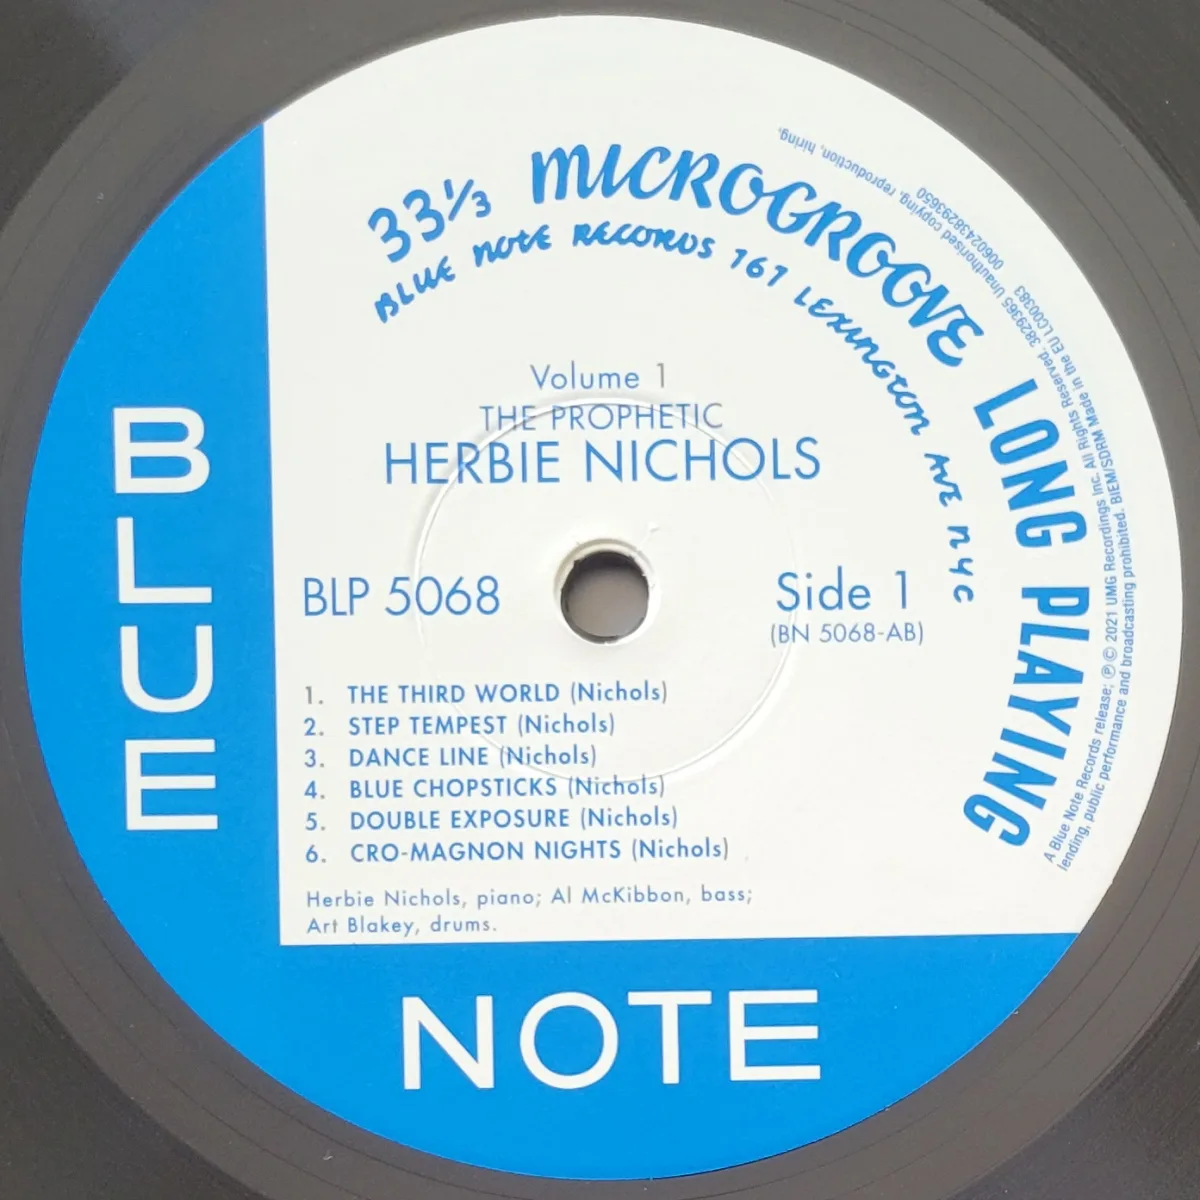 33⅓ MICROGROOVE LONG PLAYING
BLUE NOTE RECORDS 767 LEXINGTON AVE NYC
Volume 1
THE PROPHETIC
HERBIE NICHOLS
BLP 5068
Side 1
(BN 5068-AB)
1. THE THIRD WORLD (Nichols)
2. STEP TEMPEST (Nichols)
3. DANCE LINE (Nichols)
4. BLUE CHOPSTICKS (Nichols)
5. DOUBLE EXPOSURE (Nichols)
6. CRO-MAGNON NIGHTS (Nichols)
Herbie Nichols, piano; Al McKibbon, bass;
Art Blakey, drums.
BLUE
NOTE
A Blue Note Records release; ℗ © 2021 UMG Recordings Inc. All Rights Reserved. 3829365 Unauthorised copying, reproduction, hiring,
lending, public performance and broadcasting prohibited. BIEM/SDRM Made in the EU LC00383
00602438293650